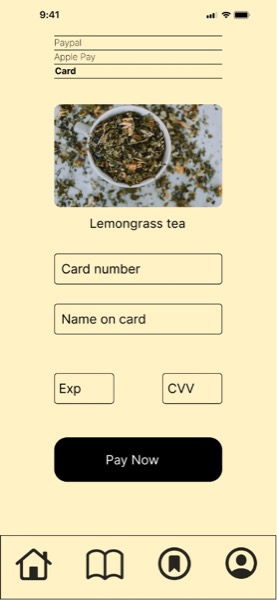 9:41
Paypal
Apple Pay
Card
Lemongrass tea
Card number
Name on card
Exp CVV
Pay Now